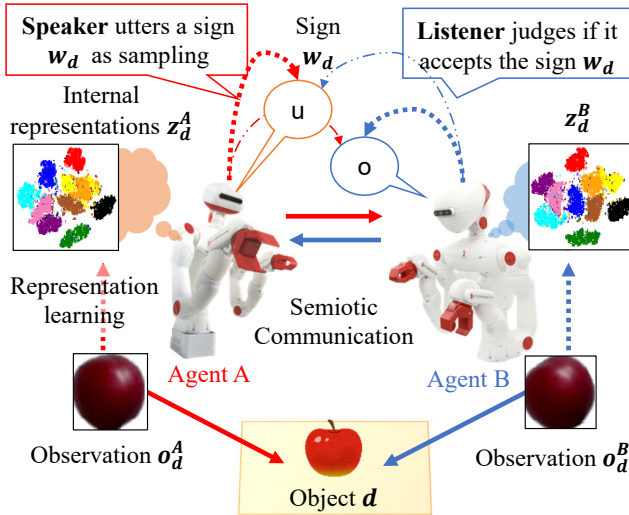 Speaker utters a sign
w_d as sampling
Sign
w_d
Listener judges if it
accepts the sign w_d
Internal
representations z_d^A
z_d^B
u
o
Representation
learning
Semiotic
Communication
Agent A
Agent B
Observation o_d^A
Observation o_d^B
Object d